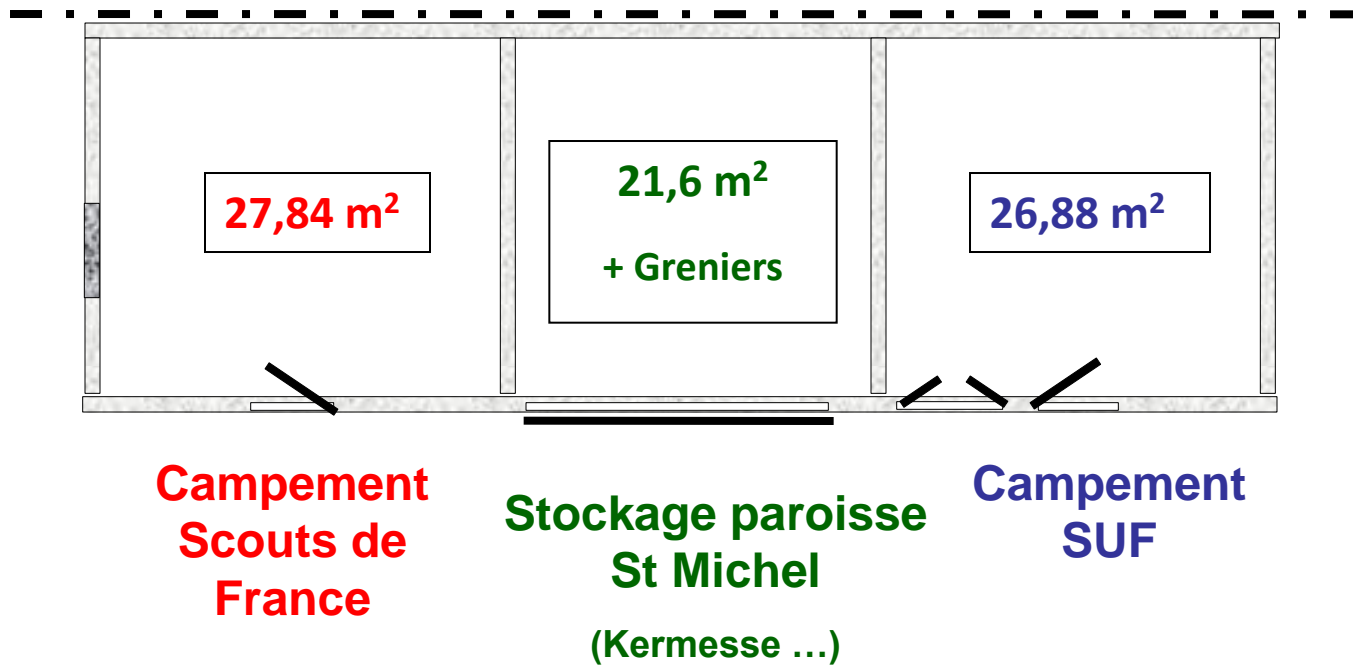 27,84 m²
21,6 m²
+ Greniers
26,88 m²
Campement
Scouts de
France
Stockage paroisse
St Michel
(Kermesse ...)
Campement
SUF